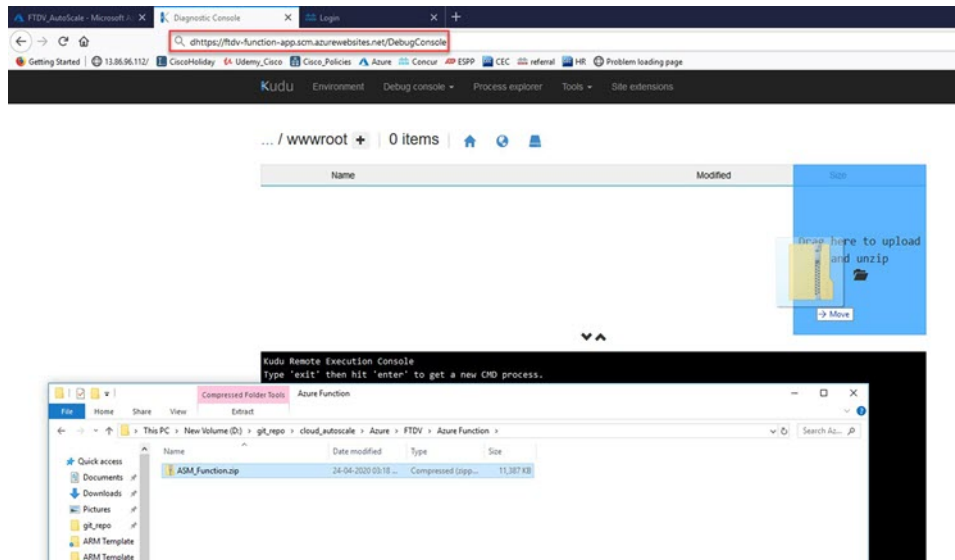 FTDV_AutoScale - Microsoft A
Diagnostic Console
Login
dhttps://ftdv-function-app.scm.azurewebsites.net/DebugConsole
Getting Started 13.86.96.112/ CiscoHoliday Udemy_Cisco Cisco_Policies Azure Concur ESPP CEC referral HR Problem loading page
Kudu Environment Debug console Process explorer Tools Site extensions
... / wwwroot + | 0 items |
Name Modified Size
Drag here to upload
and unzip
Move
Kudu Remote Execution Console
Type 'exit' then hit 'enter' to get a new CMD process.
Compressed Folder Tools Azure Function
File Home Share View Extract
This PC > New Volume (D:) > git_repo > cloud_autoscale > Azure > FTDV > Azure Function >
Search Az...
Name Date modified Type Size
Quick access
ASM_Function.zip 24-04-2020 03:18 ... Compressed (zipp... 11,387 KB
Documents
Downloads
Pictures
git_repo
ARM Template
ARM Template